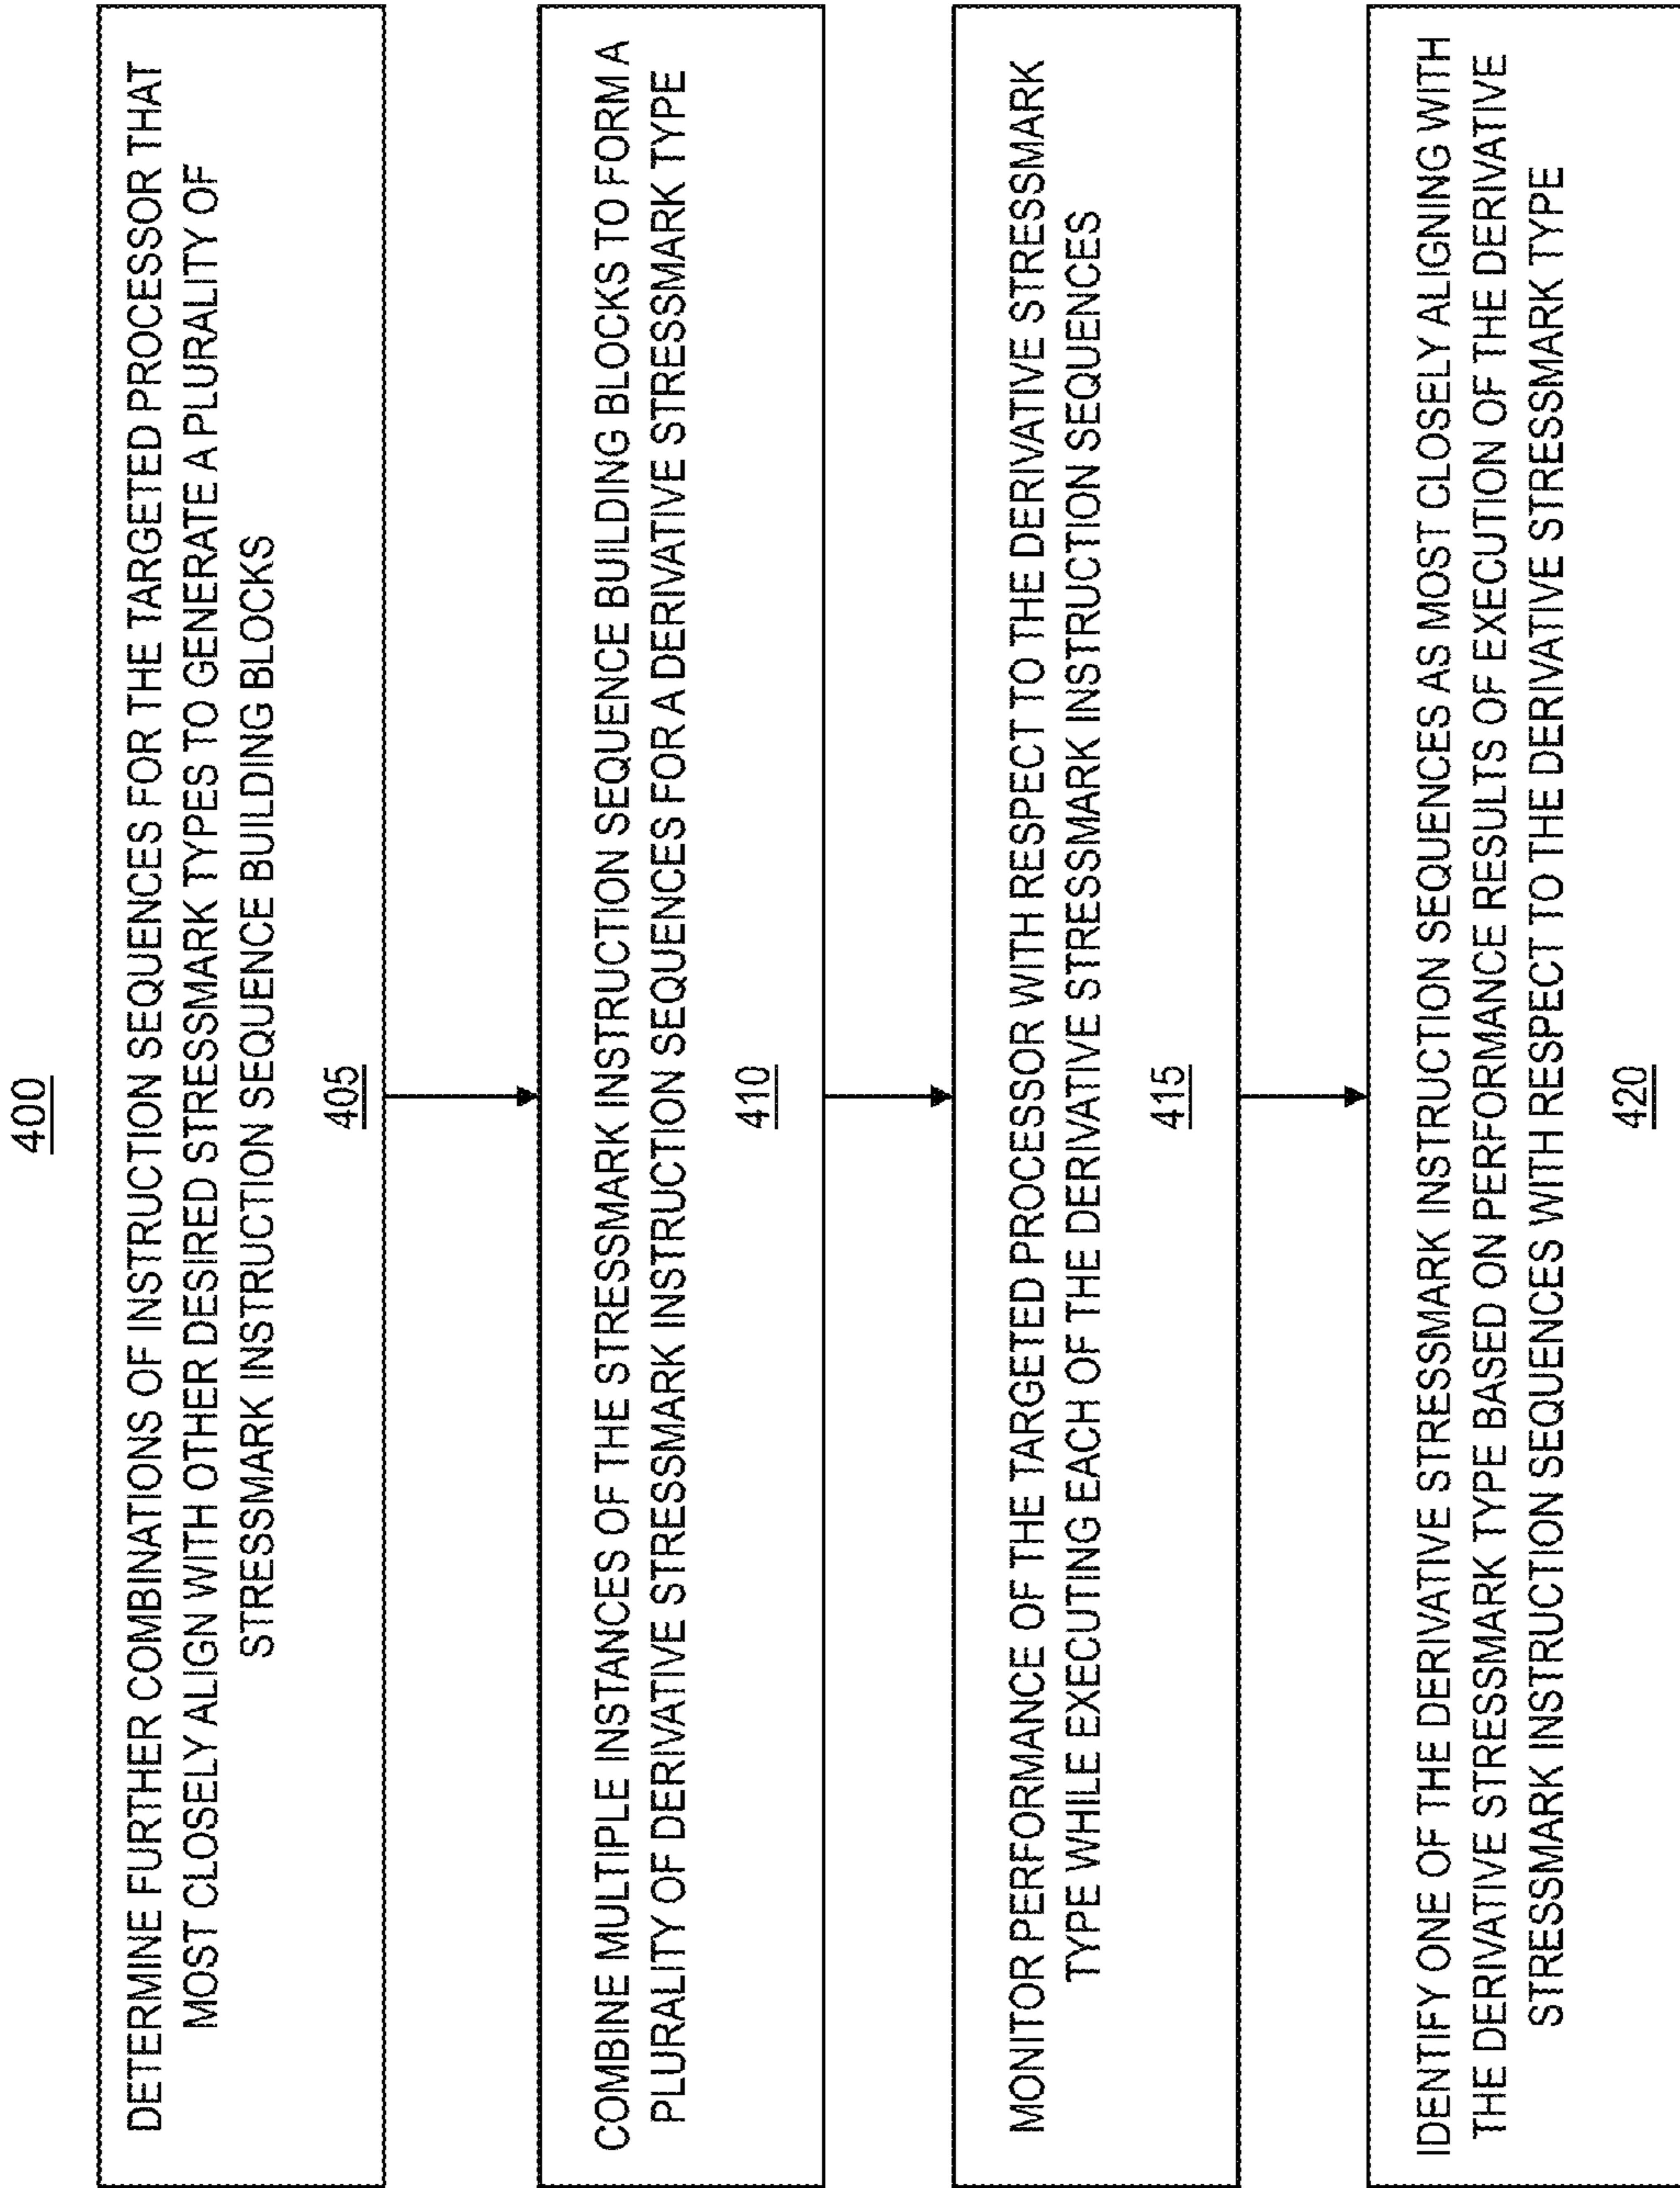 400
DETERMINE FURTHER COMBINATIONS OF INSTRUCTION SEQUENCES FOR THE TARGETED PROCESSOR THAT
MOST CLOSELY ALIGN WITH OTHER DESIRED STRESSMARK TYPES TO GENERATE A PLURALITY OF
STRESSMARK INSTRUCTION SEQUENCE BUILDING BLOCKS
405
COMBINE MULTIPLE INSTANCES OF THE STRESSMARK INSTRUCTION SEQUENCE BUILDING BLOCKS TO FORM A
PLURALITY OF DERIVATIVE STRESSMARK INSTRUCTION SEQUENCES FOR A DERIVATIVE STRESSMARK TYPE
410
MONITOR PERFORMANCE OF THE TARGETED PROCESSOR WITH RESPECT TO THE DERIVATIVE STRESSMARK
TYPE WHILE EXECUTING EACH OF THE DERIVATIVE STRESSMARK INSTRUCTION SEQUENCES
415
IDENTIFY ONE OF THE DERIVATIVE STRESSMARK INSTRUCTION SEQUENCES AS MOST CLOSELY ALIGNING WITH
THE DERIVATIVE STRESSMARK TYPE BASED ON PERFORMANCE RESULTS OF EXECUTION OF THE DERIVATIVE
STRESSMARK INSTRUCTION SEQUENCES WITH RESPECT TO THE DERIVATIVE STRESSMARK TYPE
420